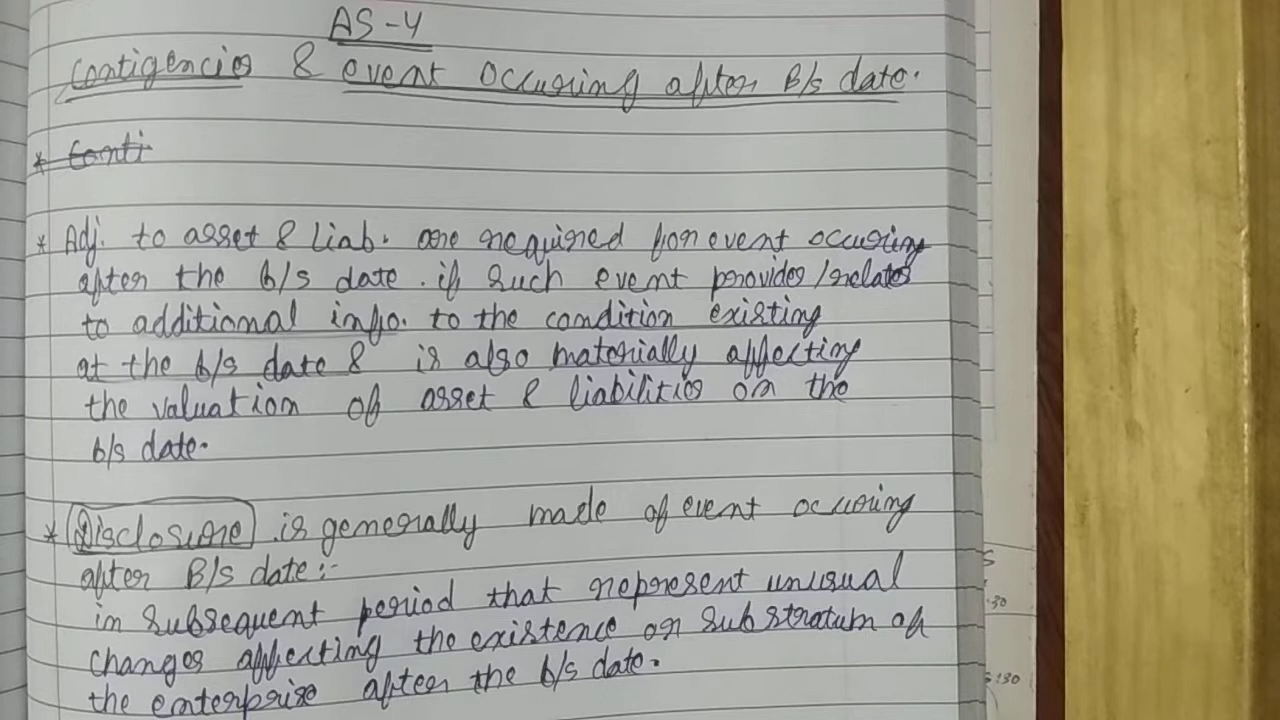 AS-4
Contigencies & event occuring after B/s date.
* Conti
* Adj. to asset & Liab. are required for event occuring
after the b/s date. if such event provides/relates
to additional info. to the condition existing
at the b/s date & is also materially affecting
the valuation of asset & liabilities on the
b/s date.
* Disclosure is generally made of event occuring
after B/s date:-
in subsequent period that represent unusual
changes affecting the existence or substratum of
the enterprise after the b/s date.
S
:30
:30